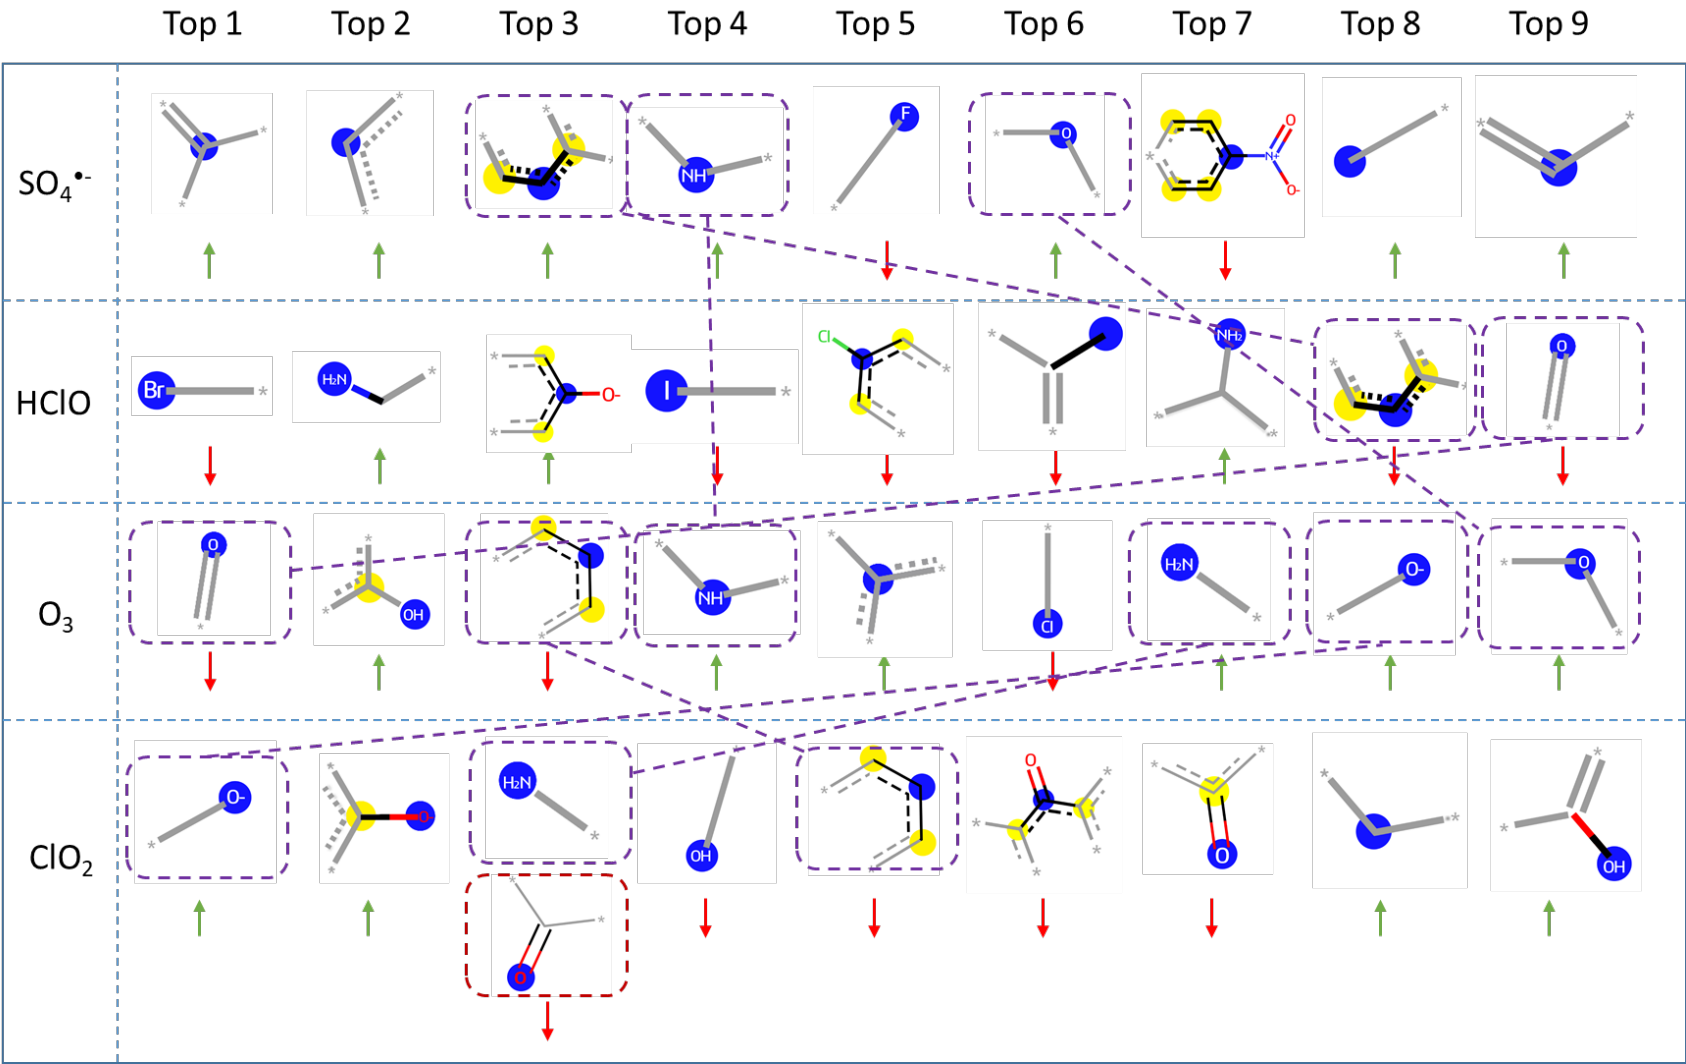 Top 1 Top 2 Top 3 Top 4 Top 5 Top 6 Top 7 Top 8 Top 9
SO₄•-
* * * * * * * * * * NH * * F * * O * * N+ O O- * * *
HClO
Br * H₂N * * * O- I * Cl * * * * NH₂ * * * * * O *
O₃
O * * * OH * * * NH * * * * * Cl H₂N * O- * * O *
ClO₂
O- * * * O H₂N * * OH * * O * * * * * * O * * * * OH
* * O